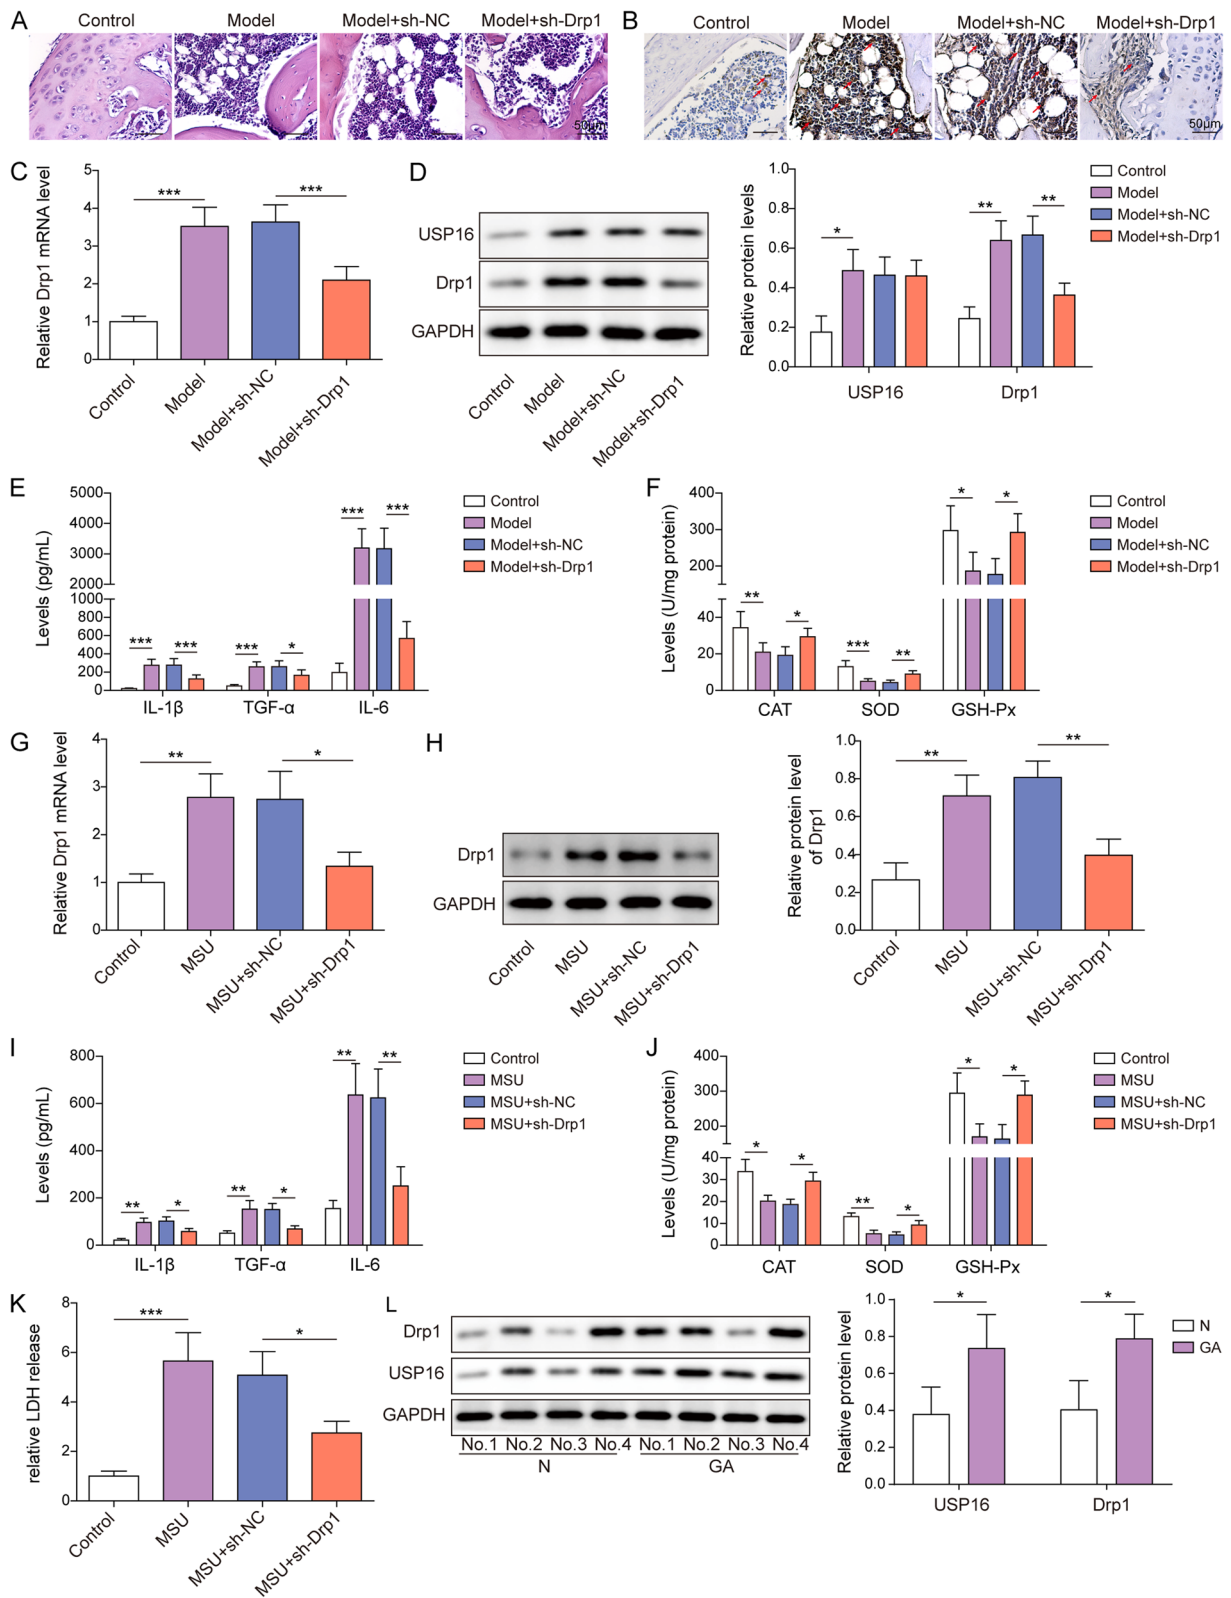 A
Control
Model
Model+sh-NC
Model+sh-Drp1
50μm
B
Control
Model
Model+sh-NC
Model+sh-Drp1
50μm
C
Relative Drp1 mRNA level
5
4
3
2
1
0
***
***
Control
Model
Model+sh-NC
Model+sh-Drp1
D
USP16
Drp1
GAPDH
Control
Model
Model+sh-NC
Model+sh-Drp1
Relative protein levels
1.0
0.8
0.6
0.4
0.2
0.0
*
**
**
USP16
Drp1
Control
Model
Model+sh-NC
Model+sh-Drp1
E
Levels (pg/mL)
5000
4000
3000
2000
1000
800
600
400
200
0
***
***
***
*
***
***
IL-1β
TGF-α
IL-6
Control
Model
Model+sh-NC
Model+sh-Drp1
F
Levels (U/mg protein)
400
300
200
40
20
0
**
*
***
**
*
*
CAT
SOD
GSH-Px
Control
Model
Model+sh-NC
Model+sh-Drp1
G
Relative Drp1 mRNA level
4
3
2
1
0
**
*
Control
MSU
MSU+sh-NC
MSU+sh-Drp1
H
Drp1
GAPDH
Control
MSU
MSU+sh-NC
MSU+sh-Drp1
Relative protein level
of Drp1
1.0
0.8
0.6
0.4
0.2
0.0
**
**
Control
MSU
MSU+sh-NC
MSU+sh-Drp1
I
Levels (pg/mL)
800
600
400
200
0
**
*
**
*
**
**
IL-1β
TGF-α
IL-6
Control
MSU
MSU+sh-NC
MSU+sh-Drp1
J
Levels (U/mg protein)
400
300
200
40
30
20
10
0
*
*
**
*
*
*
CAT
SOD
GSH-Px
Control
MSU
MSU+sh-NC
MSU+sh-Drp1
K
relative LDH release
8
6
4
2
0
***
*
Control
MSU
MSU+sh-NC
MSU+sh-Drp1
L
Drp1
USP16
GAPDH
No.1 No.2 No.3 No.4 No.1 No.2 No.3 No.4
N
GA
Relative protein level
1.0
0.8
0.6
0.4
0.2
0.0
*
*
USP16
Drp1
N
GA